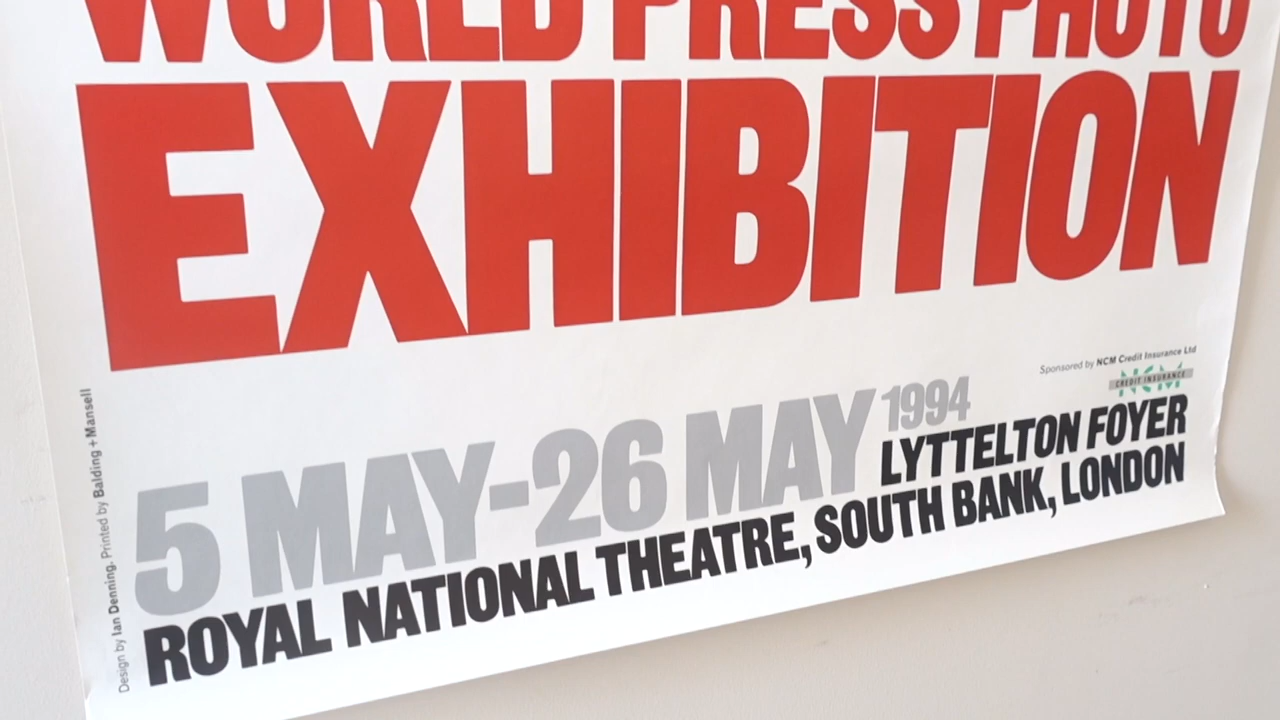 WORLD PRESS PHOTO
EXHIBITION
Sponsored by NCM Credit Insurance Ltd
NCM
CREDIT INSURANCE
5 MAY-26 MAY 1994
LYTTELTON FOYER
ROYAL NATIONAL THEATRE, SOUTH BANK, LONDON
Design by Ian Denning. Printed by Balding + Mansell